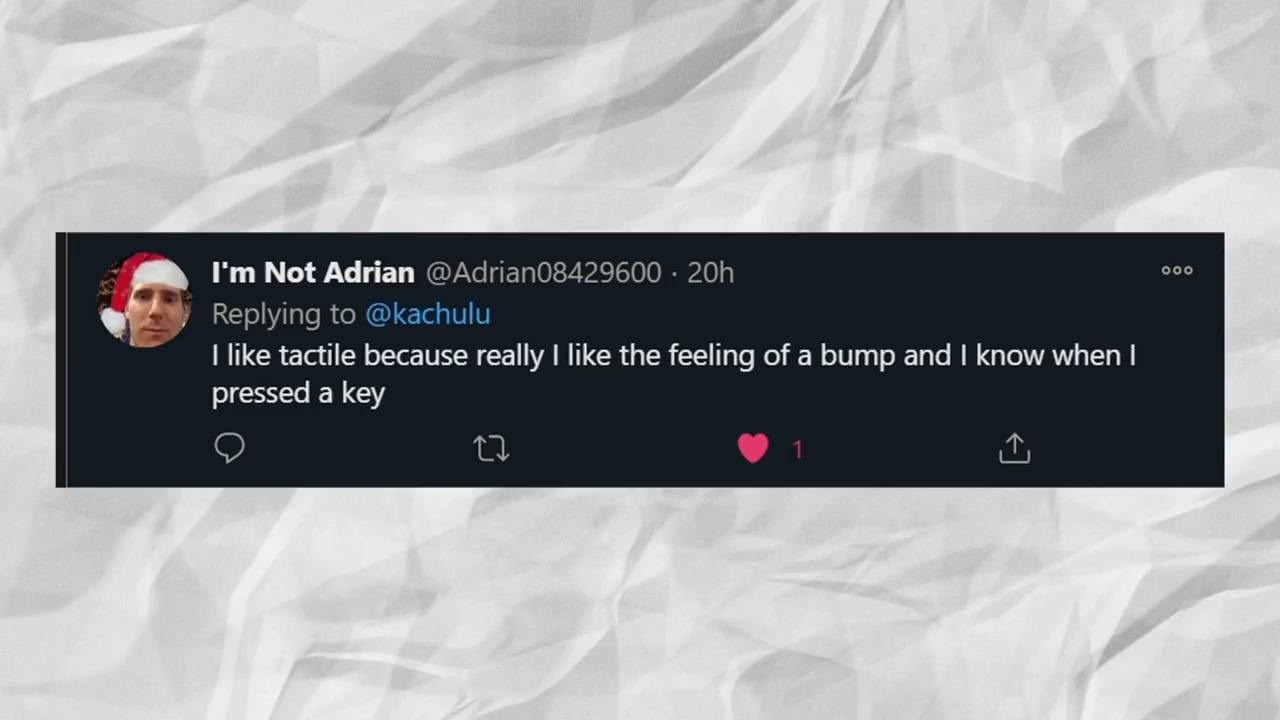 I'm Not Adrian @Adrian08429600 · 20h
Replying to @kachulu
I like tactile because really I like the feeling of a bump and I know when I
pressed a key
1